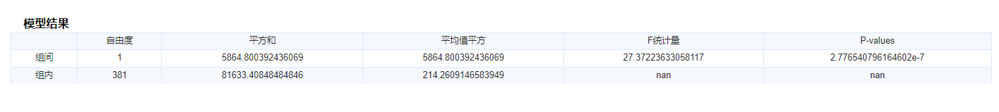 模型结果
自由度 平方和 平均值平方 F统计量 P-values
组间 1 5864.800392436069 5864.800392436069 27.37223633058117 2.776540796164602e-7
组内 381 81633.40848484846 214.2609146583949 nan nan